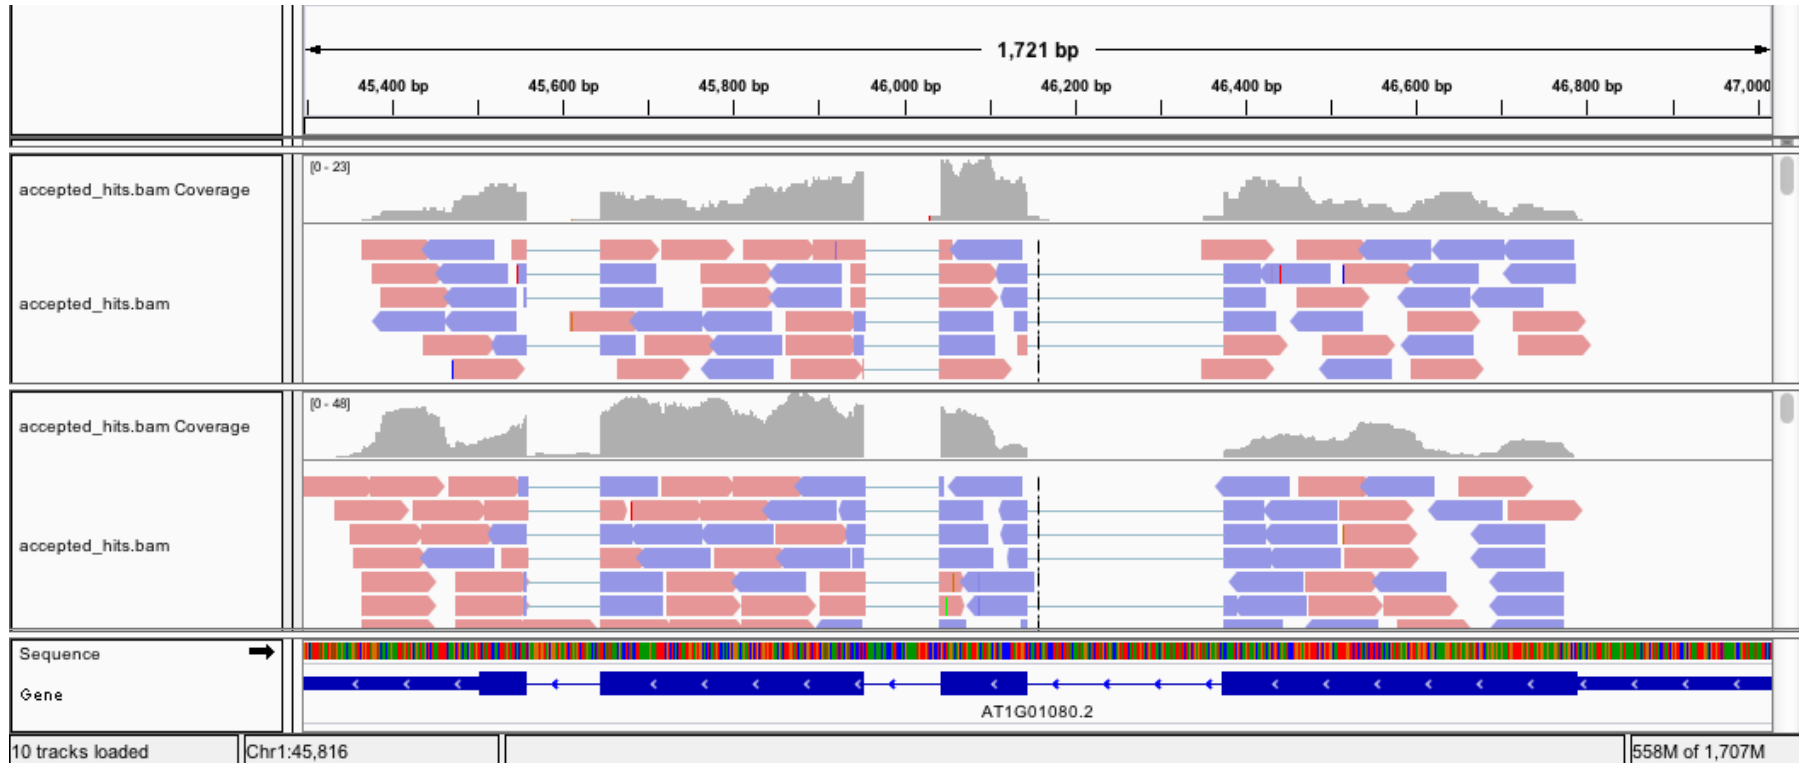 1,721 bp
45,400 bp 45,600 bp 45,800 bp 46,000 bp 46,200 bp 46,400 bp 46,600 bp 46,800 bp 47,000
[0 - 23]
accepted_hits.bam Coverage
accepted_hits.bam
[0 - 48]
accepted_hits.bam Coverage
accepted_hits.bam
Sequence
Gene
AT1G01080.2
10 tracks loaded Chr1:45,816 558M of 1,707M